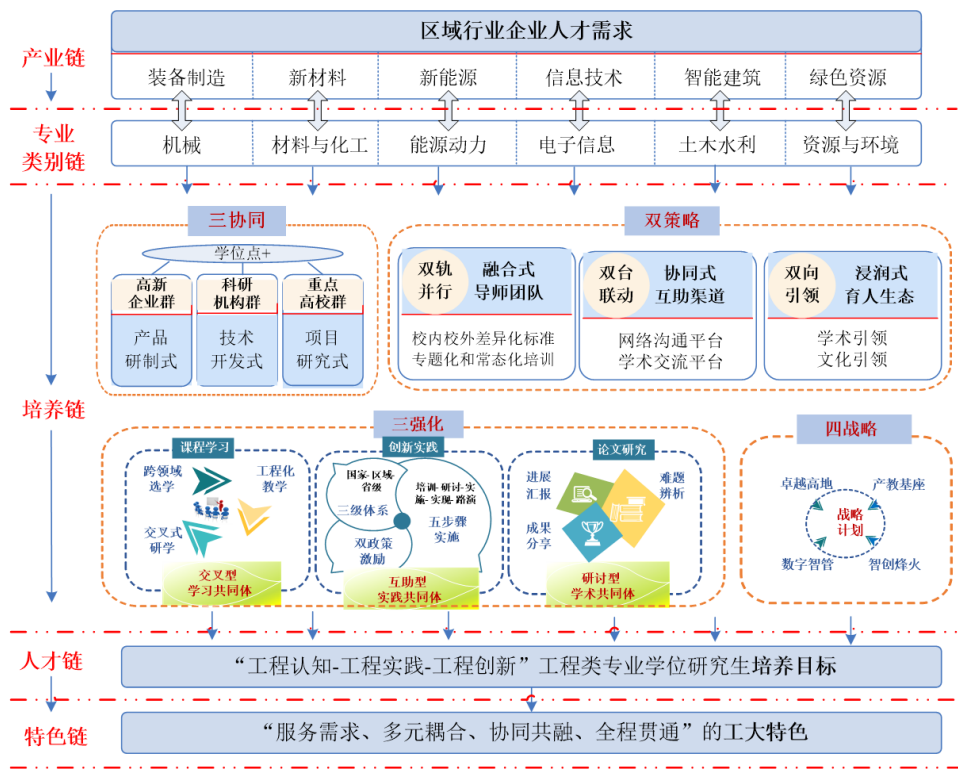 区域行业企业人才需求
产业链
装备制造
新材料
新能源
信息技术
智能建筑
绿色资源
专业
类别链
机械
材料与化工
能源动力
电子信息
土木水利
资源与环境
三协同
双策略
学位点+
高新
企业群
科研
机构群
重点
高校群
产品
研制式
技术
开发式
项目
研究式
双轨
并行
融合式
导师团队
校内校外差异化标准
专题化和常态化培训
双台
联动
协同式
互助渠道
网络沟通平台
学术交流平台
双向
引领
浸润式
育人生态
学术引领
文化引领
培养链
三强化
四战略
课程学习
跨领域
选学
工程化
教学
交叉式
研学
交叉型
学习共同体
创新实践
国家-区域-
省级
三级体系
培训-研讨-实
施-实现-路演
五步骤
实施
双政策
激励
互助型
实践共同体
论文研究
进展
汇报
难题
辨析
成果
分享
研讨型
学术共同体
卓越高地
产教基座
战略
计划
数字智管
智创烽火
人才链
“工程认知-工程实践-工程创新”工程类专业学位研究生培养目标
特色链
“服务需求、多元耦合、协同共融、全程贯通”的工大特色